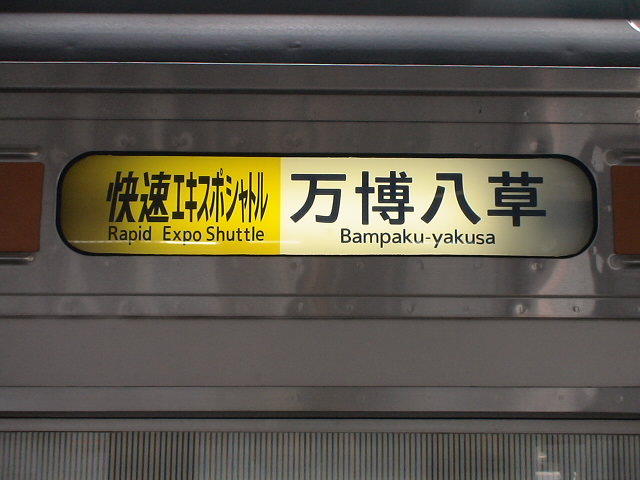 快速エキスポシャトル
Rapid Expo Shuttle
万博八草
Bampaku-yakusa